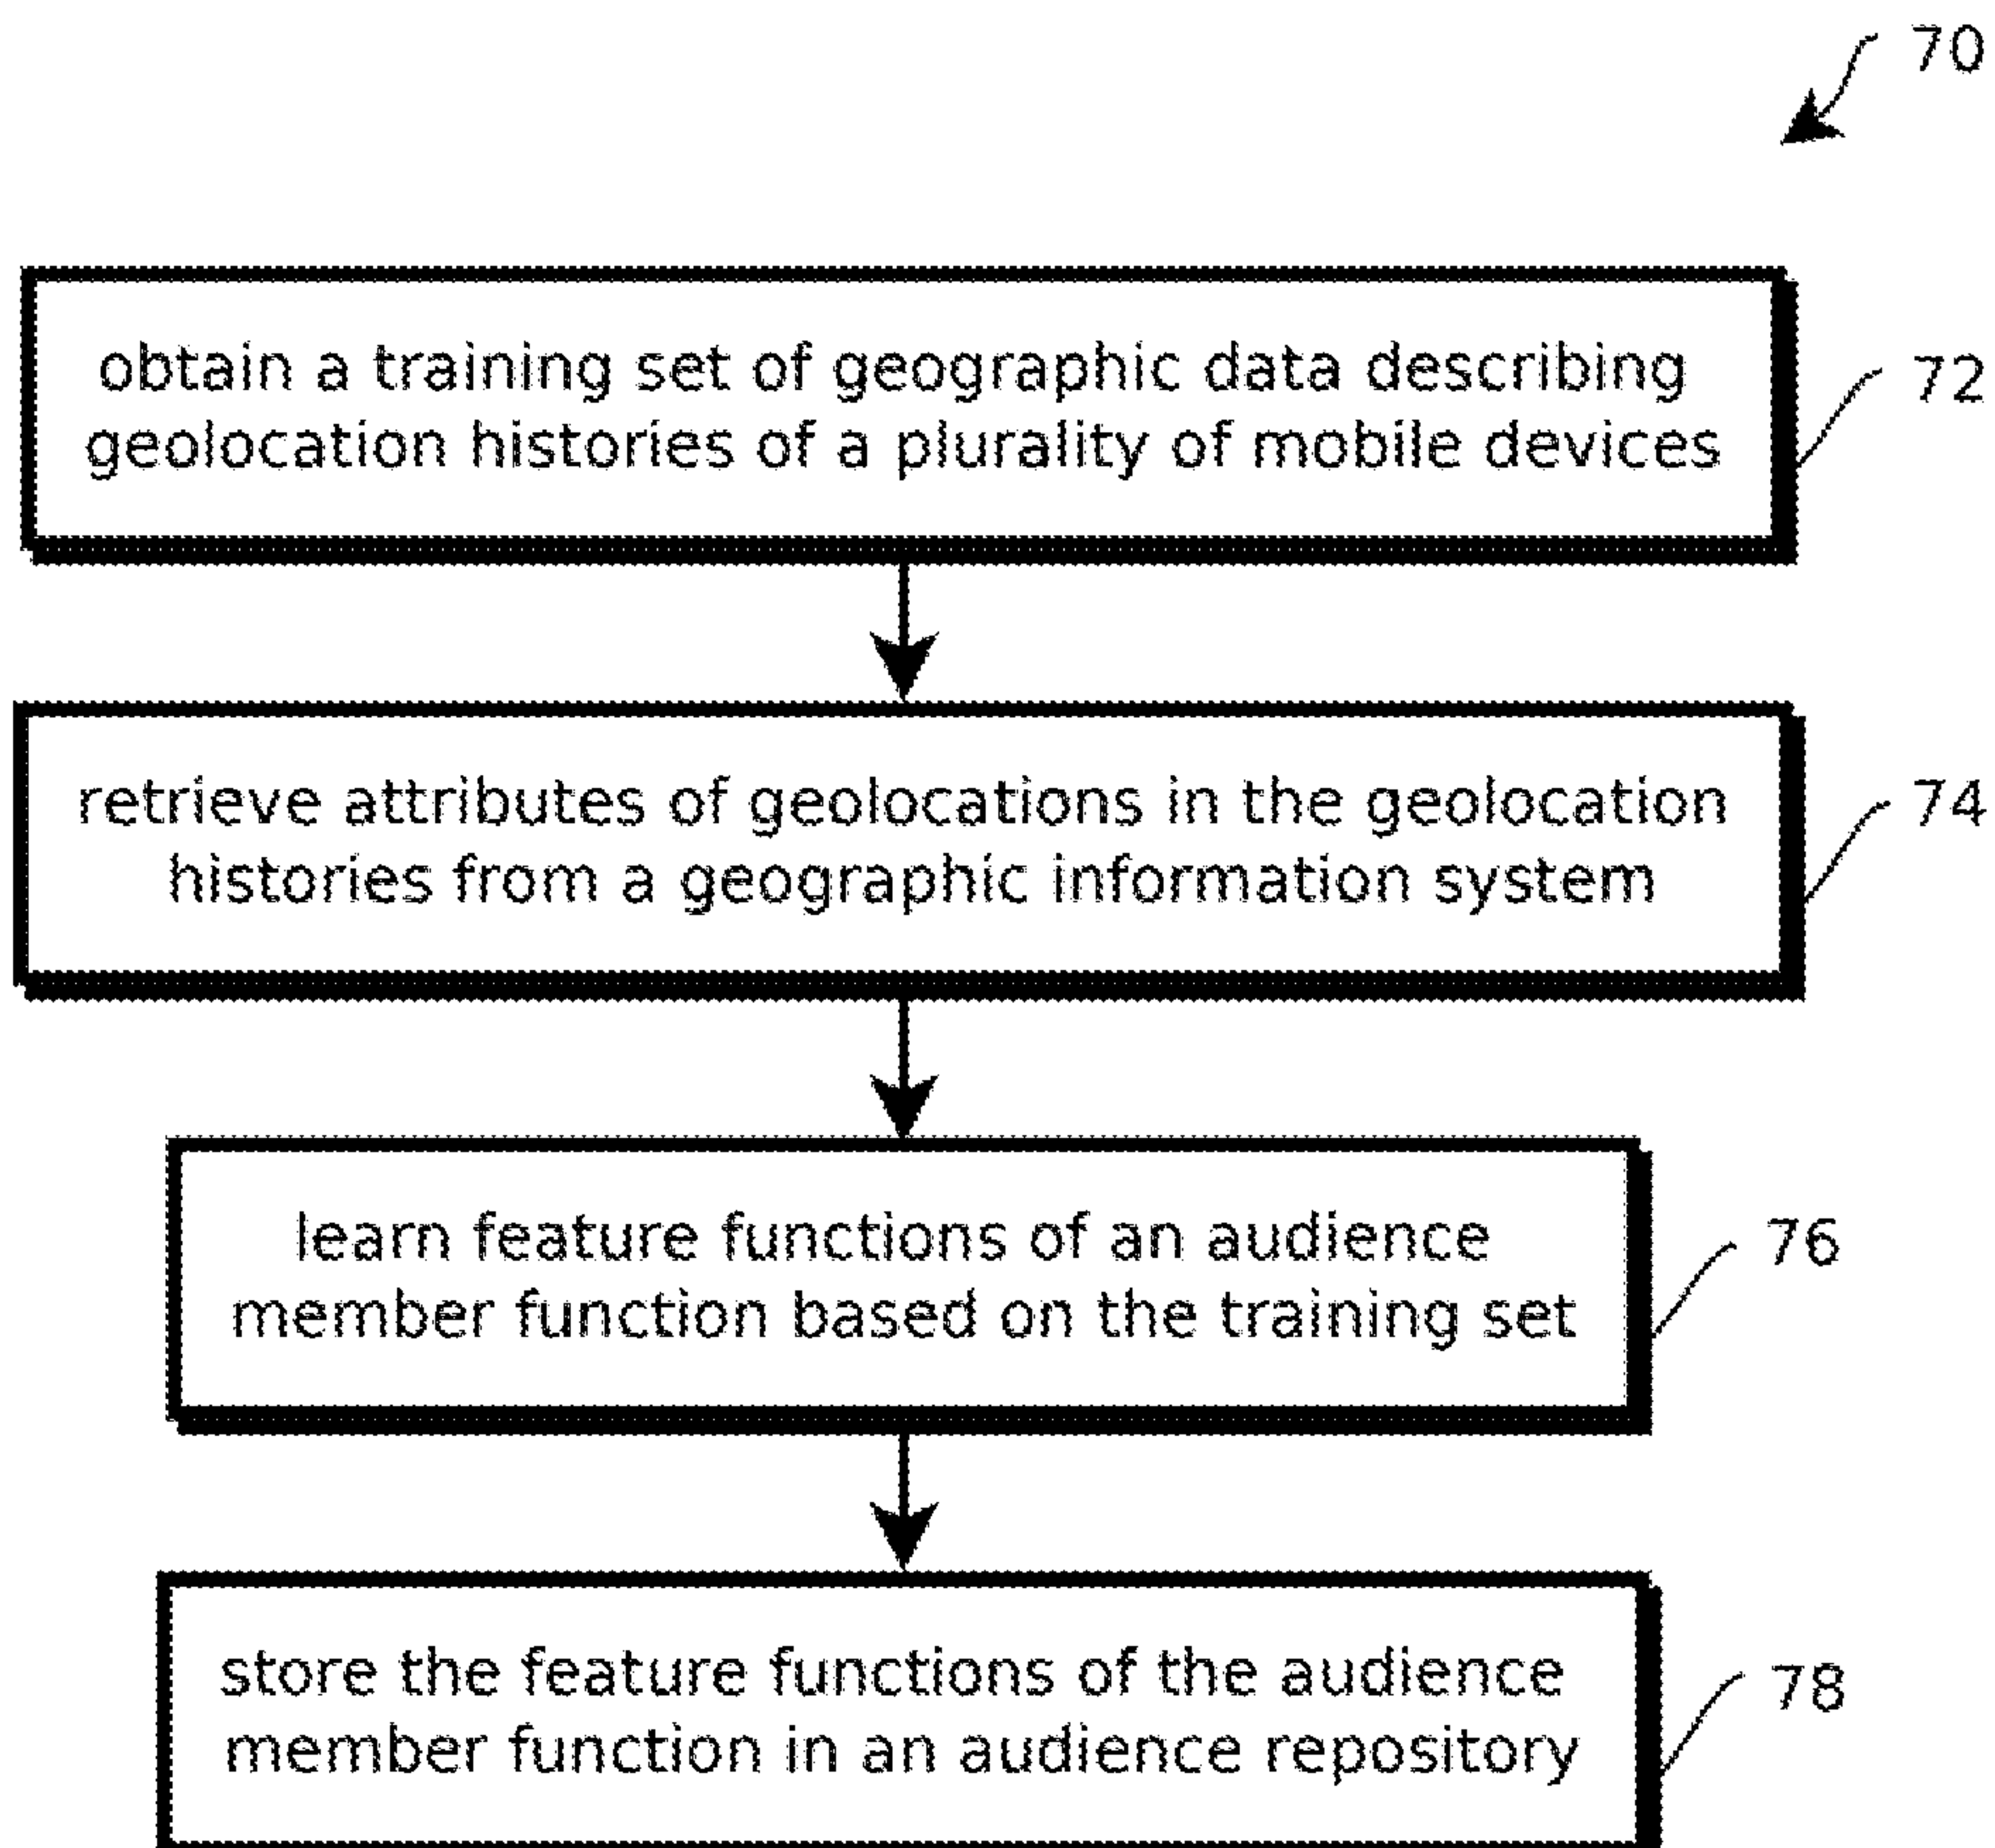 70
obtain a training set of geographic data describing
geolocation histories of a plurality of mobile devices
72
retrieve attributes of geolocations in the geolocation
histories from a geographic information system
74
learn feature functions of an audience
member function based on the training set
76
store the feature functions of the audience
member function in an audience repository
78